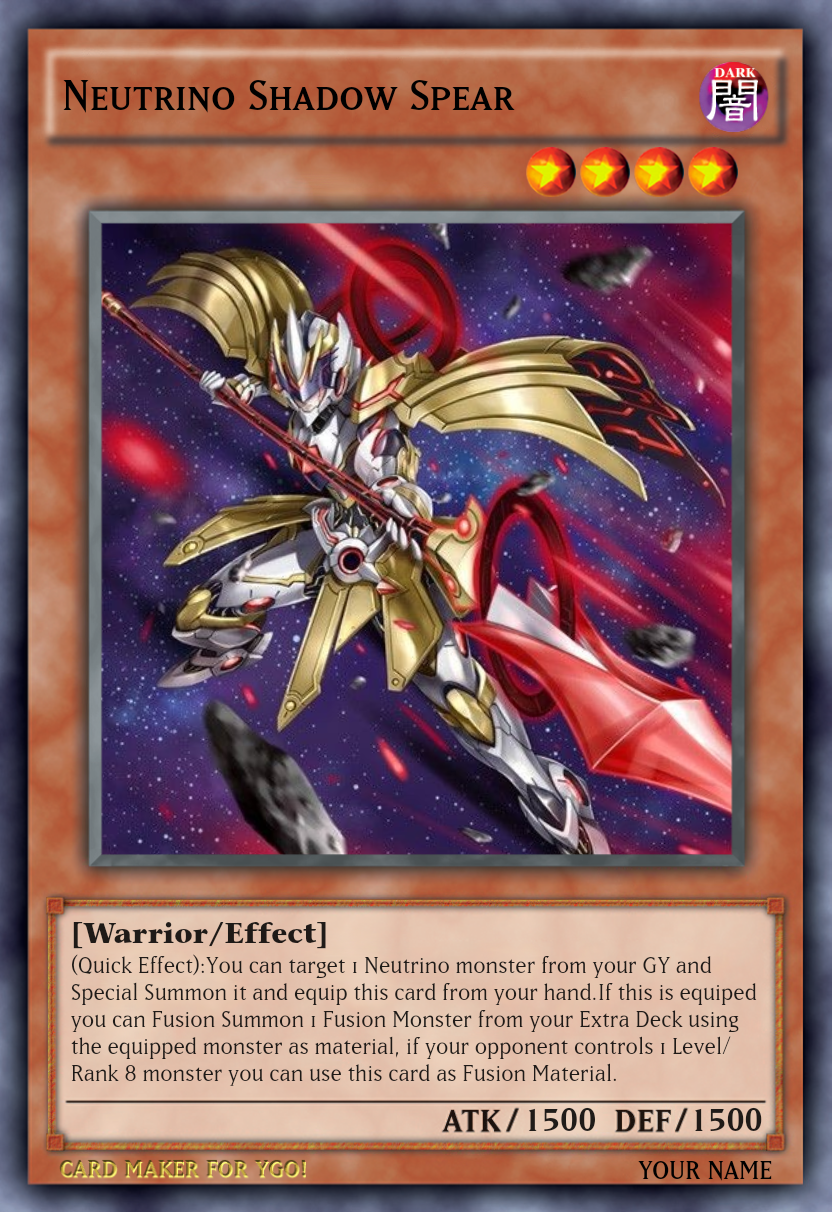 Neutrino Shadow Spear
DARK
闇
[Warrior/Effect]
(Quick Effect):You can target 1 Neutrino monster from your GY and
Special Summon it and equip this card from your hand.If this is equiped
you can Fusion Summon 1 Fusion Monster from your Extra Deck using
the equipped monster as material, if your opponent controls 1 Level/
Rank 8 monster you can use this card as Fusion Material.
ATK/1500 DEF/1500
CARD MAKER FOR YGO! YOUR NAME